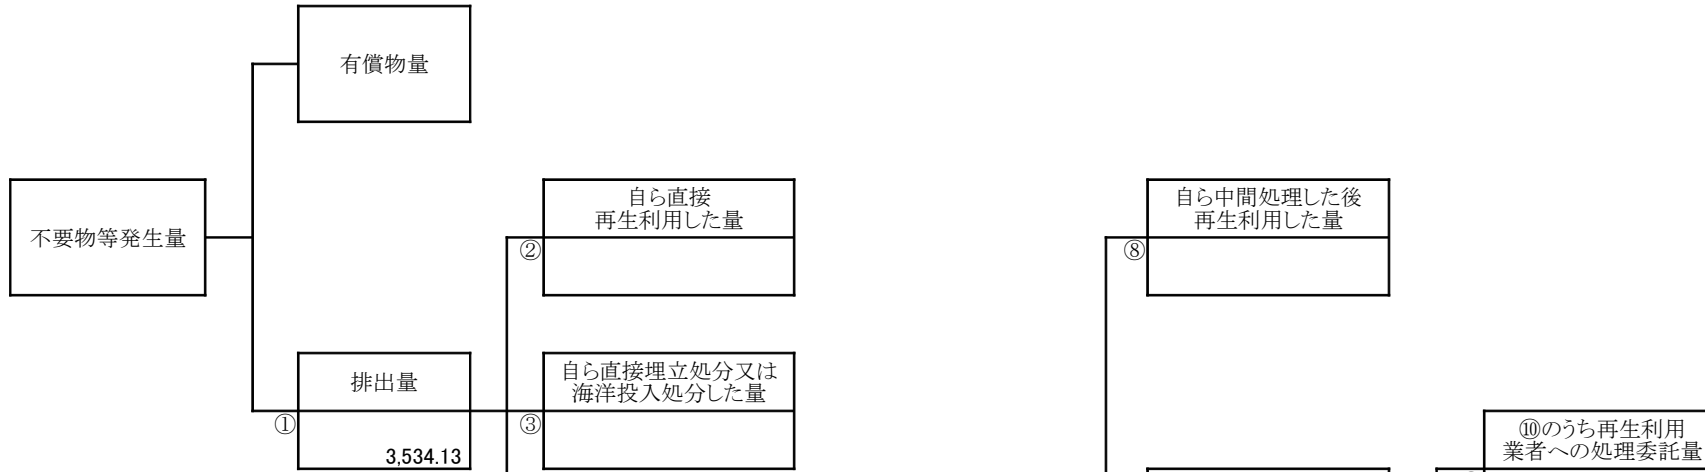 有償物量
不要物等発生量
自ら直接
再生利用した量
②
自ら中間処理した後
再生利用した量
⑧
排出量
①
3,534.13
自ら直接埋立処分又は
海洋投入処分した量
③
⑩のうち再生利用
業者への処理委託量